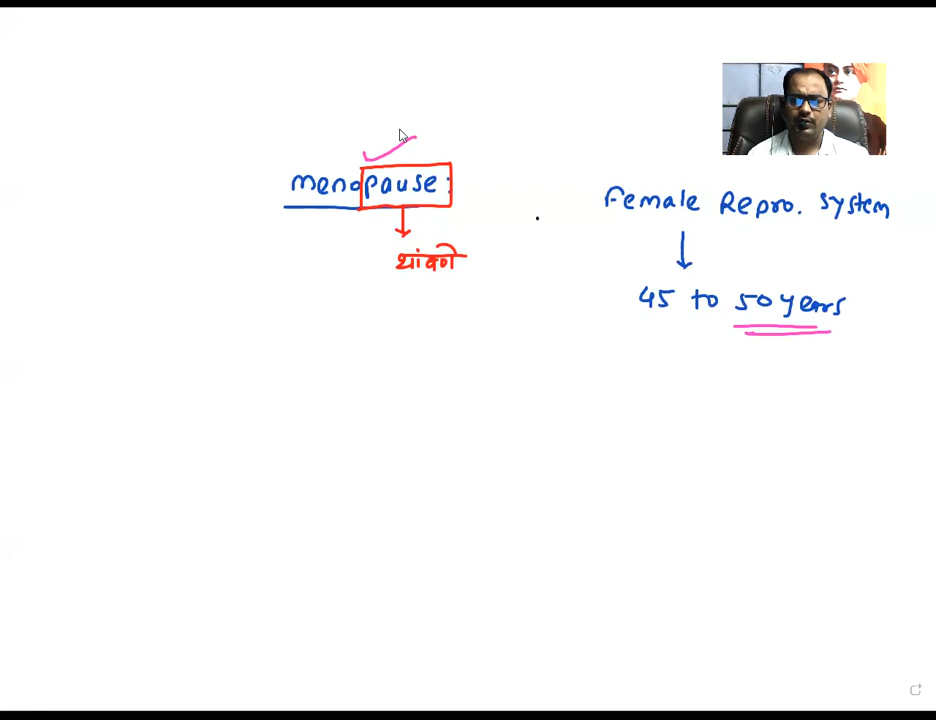 menopause:
थांबणे
Female Repro. System
45 to 50 years